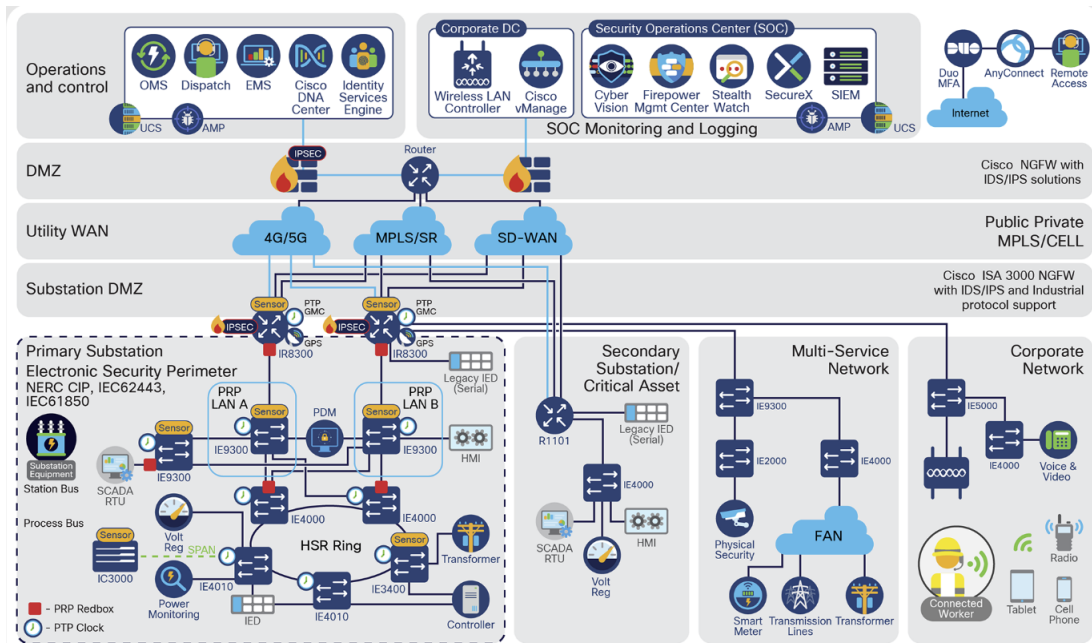 Operations
and control
OMS
Dispatch
EMS
Cisco
DNA
Center
Identity
Services
Engine
UCS
AMP
Corporate DC
Wireless LAN
Controller
Cisco
vManage
Security Operations Center (SOC)
Cyber
Vision
Firepower
Mgmt Center
Stealth
Watch
SecureX
SIEM
SOC Monitoring and Logging
AMP
UCS
DUO
Duo
MFA
AnyConnect
Remote
Access
Internet
DMZ
IPSEC
Router
Cisco NGFW with
IDS/IPS solutions
Utility WAN
4G/5G
MPLS/SR
SD-WAN
Public Private
MPLS/CELL
Substation DMZ
Cisco ISA 3000 NGFW
with IDS/IPS and Industrial
protocol support
Sensor
PTP
GMC
IPSEC
GPS
IR8300
Sensor
PTP
GMC
IPSEC
GPS
IR8300
Primary Substation
Electronic Security Perimeter
NERC CIP, IEC62443,
IEC61850
Legacy IED
(Serial)
PRP
LAN A
Sensor
IE9300
PDM
PRP
LAN B
Sensor
IE9300
HMI
Substation
Equipment
Station Bus
SCADA
RTU
Sensor
IE9300
IE4000
IE4000
Process Bus
Volt
Reg
HSR Ring
Sensor
IC3000
SPAN
IE4010
Power
Monitoring
IED
IE4010
Sensor
IE3400
Transformer
Controller
- PRP Redbox
- PTP Clock
Secondary
Substation/
Critical Asset
R1101
Legacy IED
(Serial)
IE4000
SCADA
RTU
HMI
Volt
Reg
Multi-Service
Network
IE9300
IE2000
IE4000
Physical
Security
FAN
Smart
Meter
Transmission
Lines
Transformer
Corporate
Network
IE5000
IE4000
Voice &
Video
Connected
Worker
Radio
Tablet
Cell
Phone